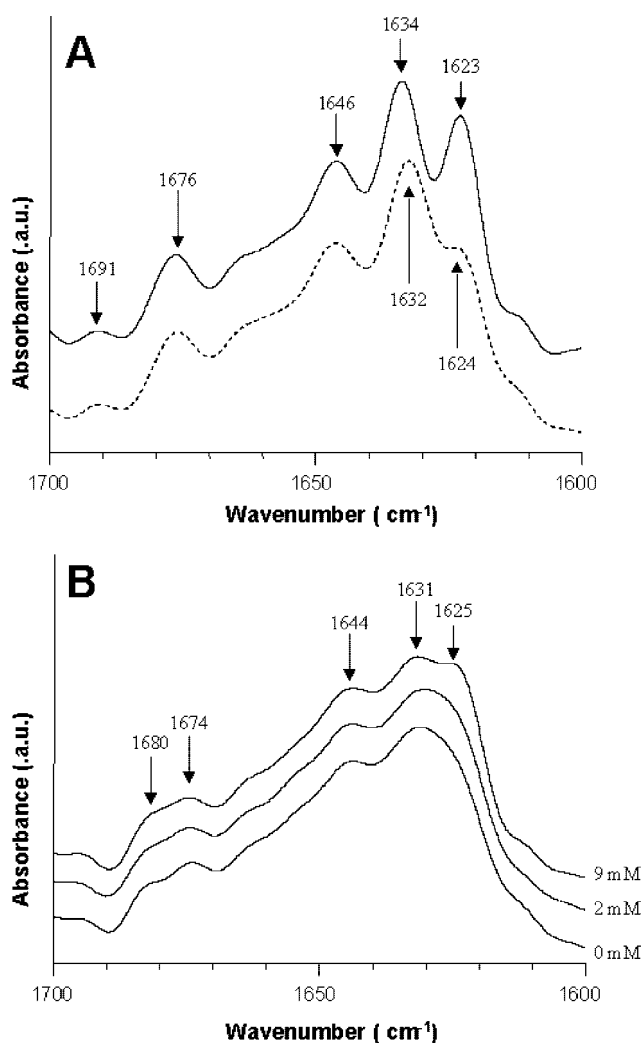 A
1634
1623
1646
1676
1691
1632
1624
Absorbance (.a.u.)
1700
1650
1600
Wavenumber ( cm-1)
B
1631
1625
1644
1674
1680
Absorbance (.a.u.)
9 mM
2 mM
0 mM
1700
1650
1600
Wavenumber ( cm-1)